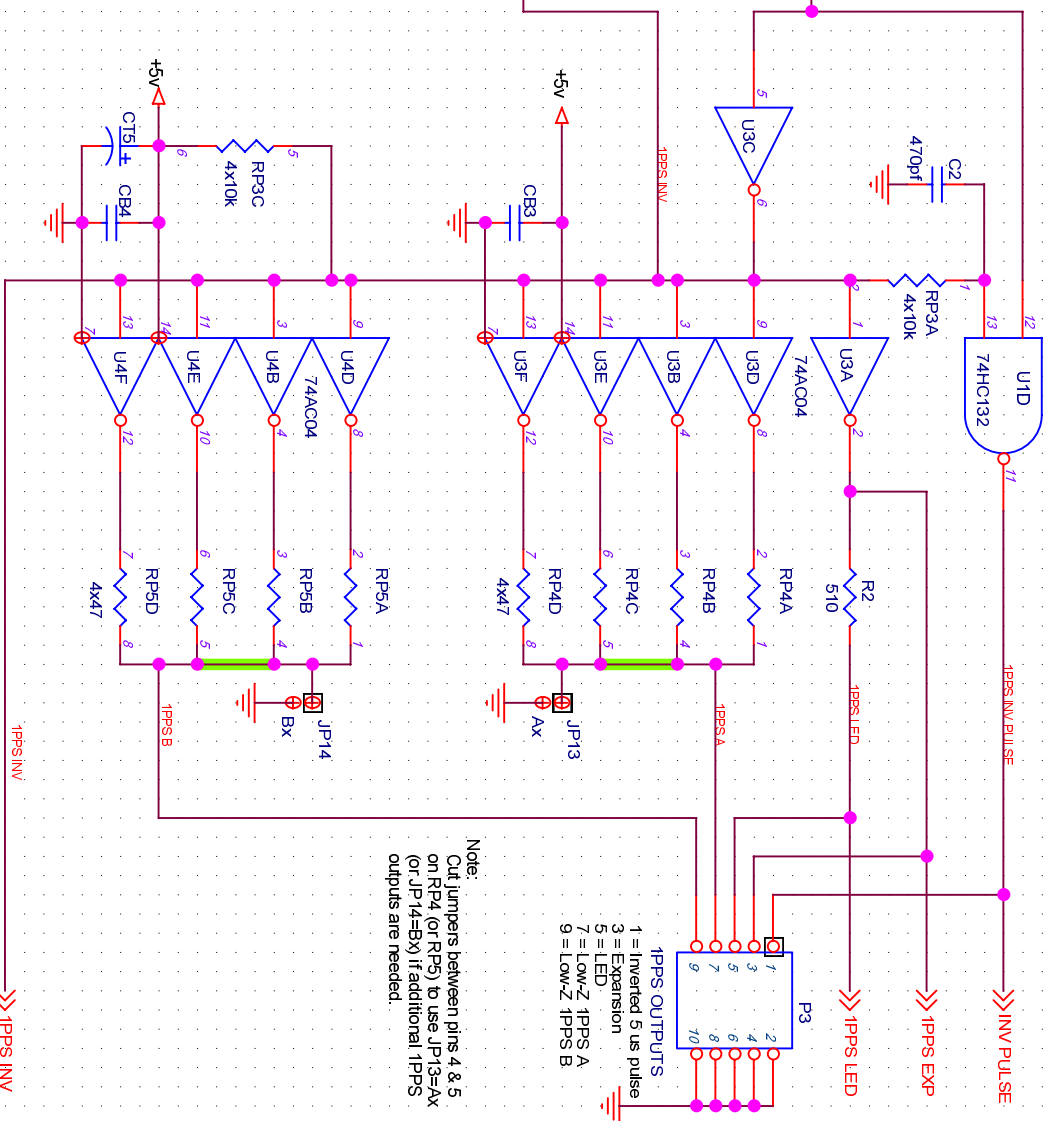 +5v
CT5
+
6
5
RP3C
4x10k
CB4
+5v
CB3
1PPS INV
5
U3C
6
C2
470pf
2
1
RP3A
4x10k
7
13
14
11
3
9
U4F
U4E
U4B
U4D
74AC04
12
10
4
8
7
13
14
11
3
9
1
U3F
U3E
U3B
U3D
74AC04
U3A
12
10
4
8
2
13
12
U1D
74HC132
11
7
6
3
2
RP5D
4x47
RP5C
RP5B
RP5A
8
5
4
1
7
6
3
2
RP4D
4x47
RP4C
RP4B
RP4A
8
5
4
1
R2
510
1PPS B
Bx
JP14
Ax
JP13
1PPS A
1PPS LED
1PPS INV PULSE
1PPS INV
Note:
Cut jumpers between pins 4 & 5
on RP4 (or RP5) to use JP13=Ax
(or JP14=Bx) if additional 1PPS
outputs are needed.
P3
1
3
5
7
9
2
4
6
8
10
1PPS OUTPUTS
1 = Inverted 5 us pulse
3 = Expansion
5 = LED
7 = Low-Z 1PPS A
9 = Low-Z 1PPS B
INV PULSE
1PPS EXP
1PPS LED
1PPS INV